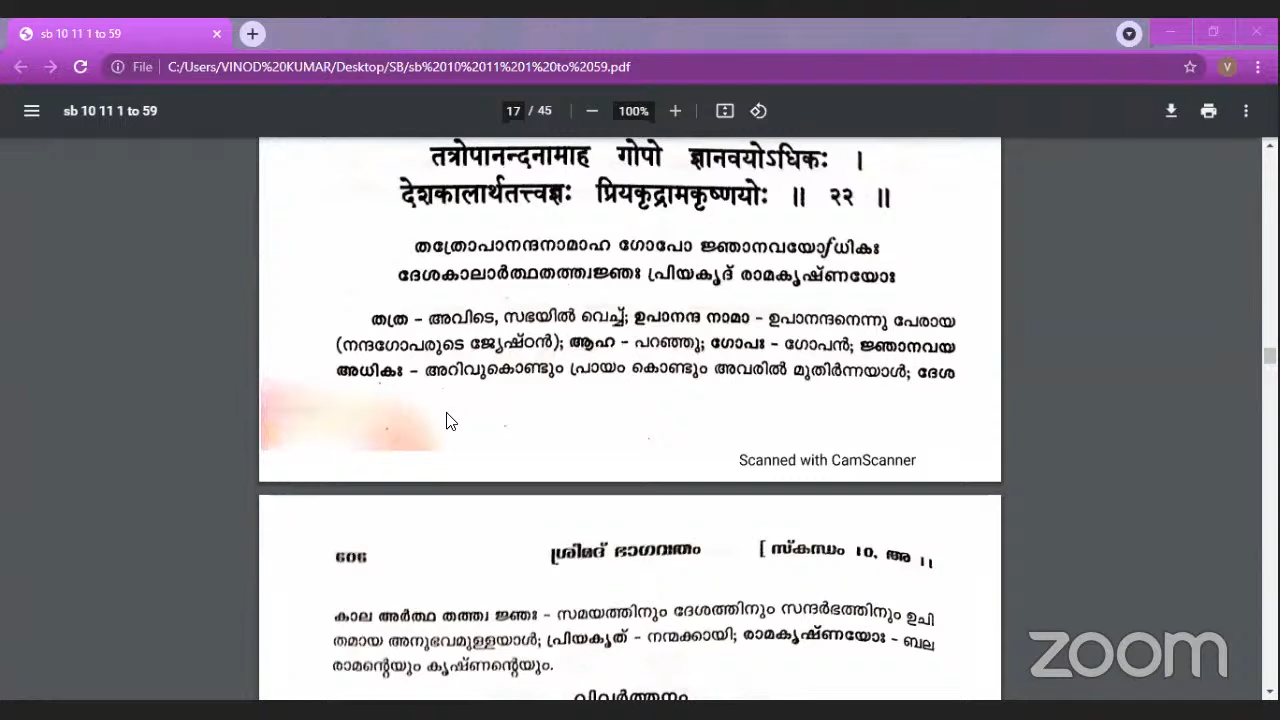 sb 10 11 1 to 59
File
C:/Users/VINOD%20KUMAR/Desktop/SB/sb%2010%2011%201%20to%2059.pdf
V
sb 10 11 1 to 59
17 / 45
100%
तत्रोपानन्दनामाह गोपो ज्ञानवयोऽधिकः ।
देशकालार्थतत्त्वज्ञः प्रियकृद्रामकृष्णयोः ॥ २२ ॥
തത്രോപാനന്ദനാമാഹ ഗോപോ ജ്ഞാനവയോƒധികഃ
ദേശകാലാർത്ഥതത്ത്വജ്ഞഃ പ്രിയകൃദ് രാമകൃഷ്ണയോഃ
തത്ര – അവിടെ, സഭയിൽ വെച്ച്; ഉപാനന്ദ നാമാ – ഉപാനന്ദനെന്നു പേരായ
(നന്ദഗോപരുടെ ജ്യേഷ്ഠൻ); ആഹ – പറഞ്ഞു; ഗോപഃ – ഗോപൻ; ജ്ഞാനവയ
അധികഃ – അറിവുകൊണ്ടും പ്രായം കൊണ്ടും അവരിൽ മുതിർന്നയാൾ; ദേശ
Scanned with CamScanner
606 ശ്രീമദ് ഭാഗവതം [ സ്കന്ധം 10, അ 11
കാല അർത്ഥ തത്ത്വ ജ്ഞഃ – സമയത്തിനും ദേശത്തിനും സന്ദർഭത്തിനും ഉചി
തമായ അനുഭവമുള്ളയാൾ; പ്രിയകൃത് – നന്മക്കായി; രാമകൃഷ്ണയോഃ – ബല
രാമന്റെയും കൃഷ്ണന്റെയും.
വിവർത്തനം
zoom